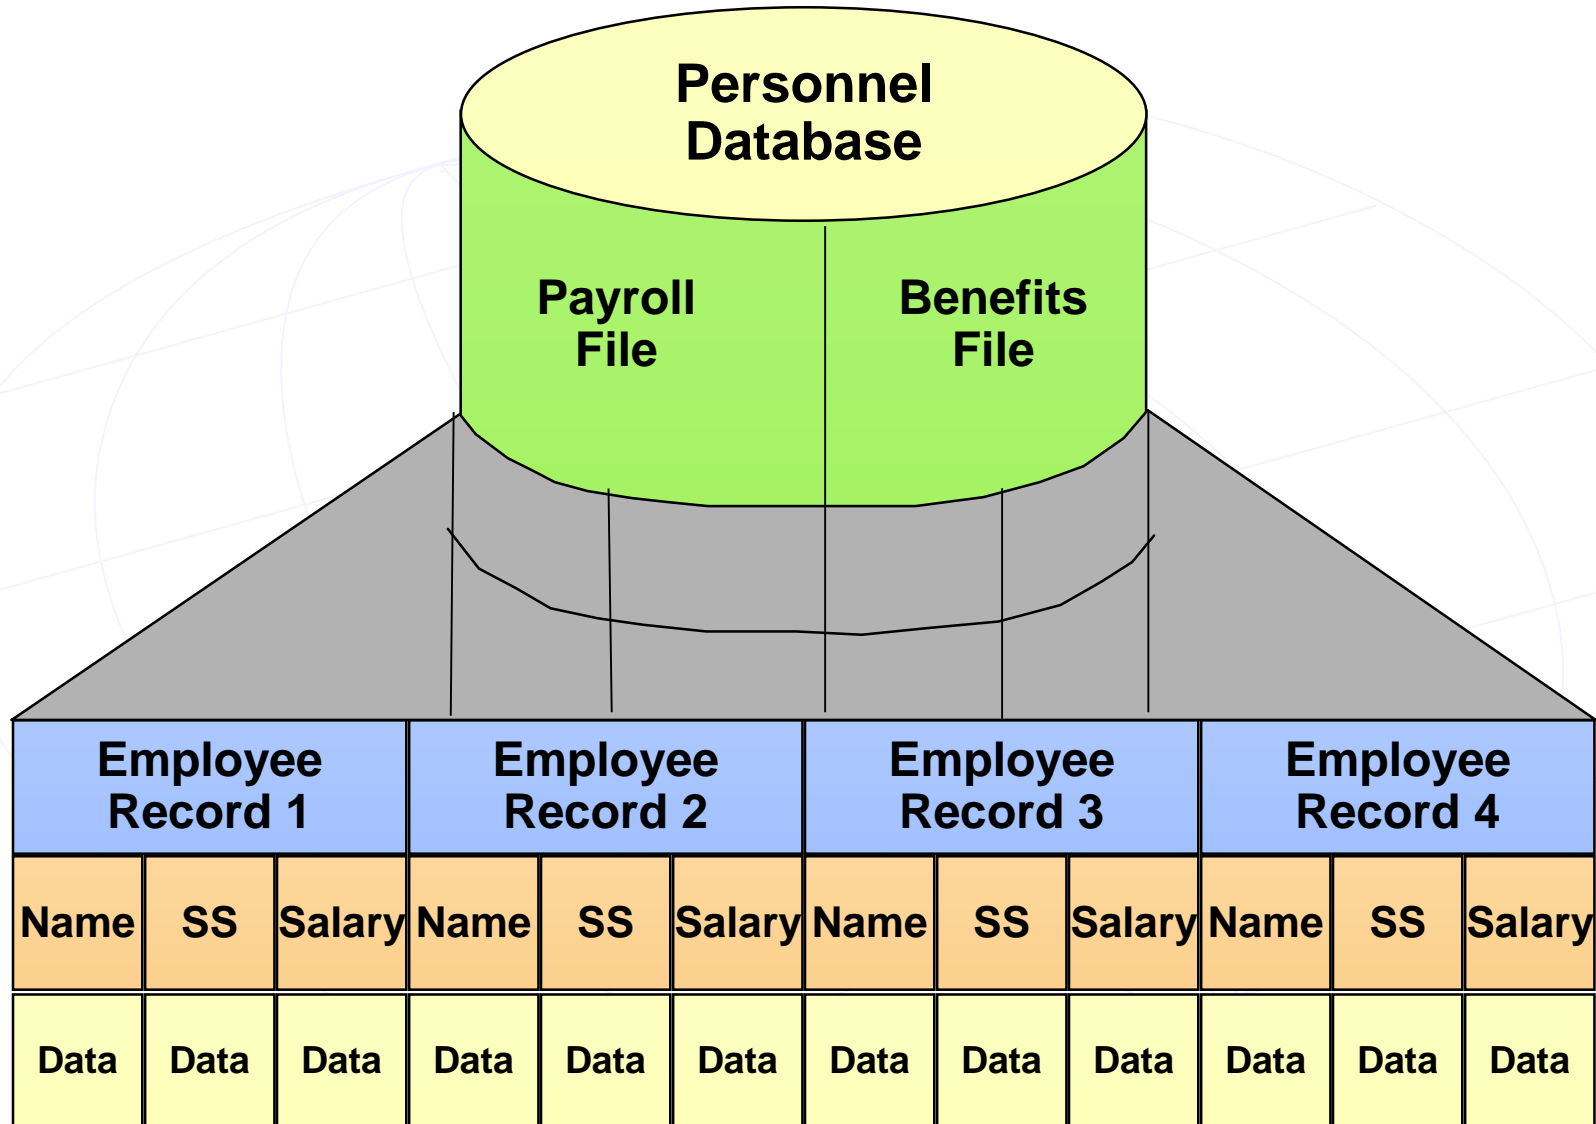 Personnel
Database
Payroll
File
Benefits
File
Employee
Record 1
Employee
Record 2
Employee
Record 3
Employee
Record 4
Name SS Salary Name SS Salary Name SS Salary Name SS Salary
Data Data Data Data Data Data Data Data Data Data Data Data